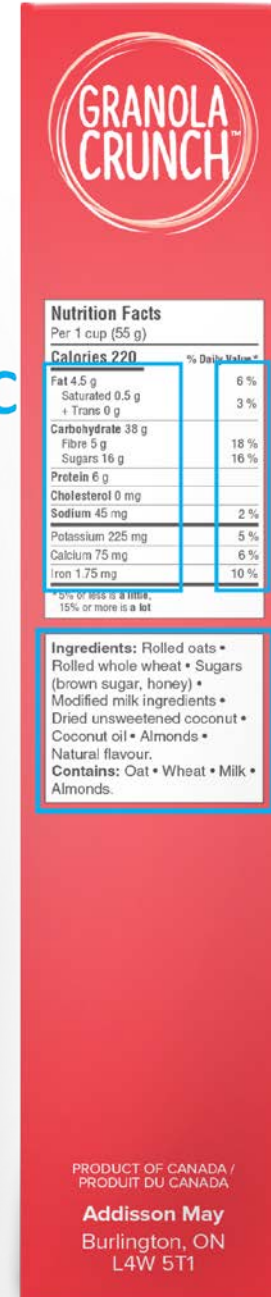 GRANOLA
CRUNCH™
Nutrition Facts
Per 1 cup (55 g)
Calories 220 % Daily Value*
Fat 4.5 g 6 %
Saturated 0.5 g
+ Trans 0 g 3 %
Carbohydrate 38 g
Fibre 5 g 18 %
Sugars 16 g 16 %
Protein 6 g
Cholesterol 0 mg
Sodium 45 mg 2 %
Potassium 225 mg 5 %
Calcium 75 mg 6 %
Iron 1.75 mg 10 %
*5% or less is a little,
15% or more is a lot
C
Ingredients: Rolled oats •
Rolled whole wheat • Sugars
(brown sugar, honey) •
Modified milk ingredients •
Dried unsweetened coconut •
Coconut oil • Almonds •
Natural flavour.
Contains: Oat • Wheat • Milk •
Almonds.
PRODUCT OF CANADA /
PRODUIT DU CANADA
Addisson May
Burlington, ON
L4W 5T1